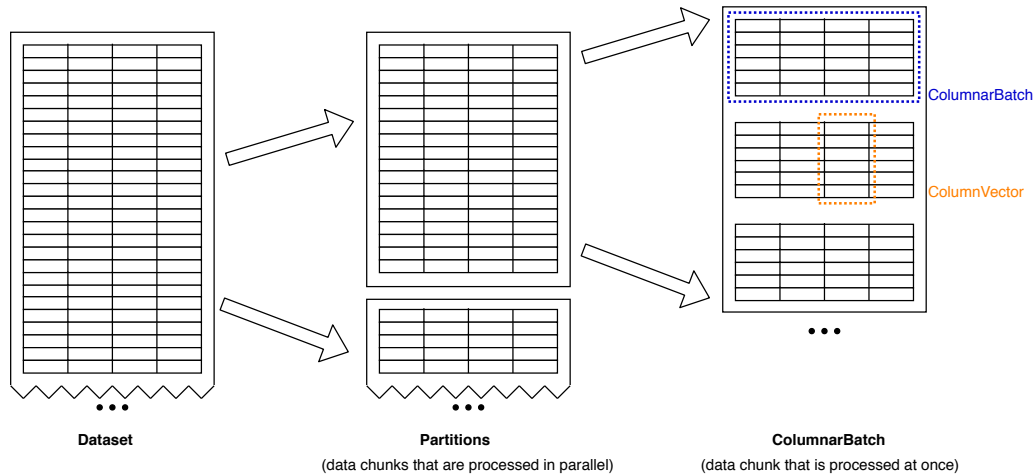 ColumnarBatch
ColumnVector
Dataset
Partitions
(data chunks that are processed in parallel)
ColumnarBatch
(data chunk that is processed at once)